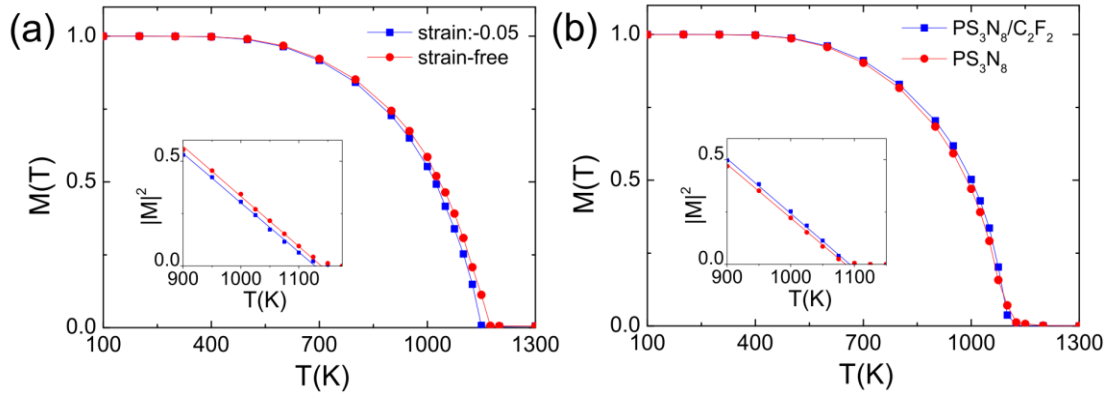 (a)
M(T)
1.0
0.5
0.0
strain:-0.05
strain-free
|M|²
0.5
0.0
900 1000 1100
T(K)
100 400 700 1000 1300
T(K)
(b)
M(T)
1.0
0.5
0.0
PS₃N₈/C₂F₂
PS₃N₈
|M|²
0.5
0.0
900 1000 1100
T(K)
100 400 700 1000 1300
T(K)